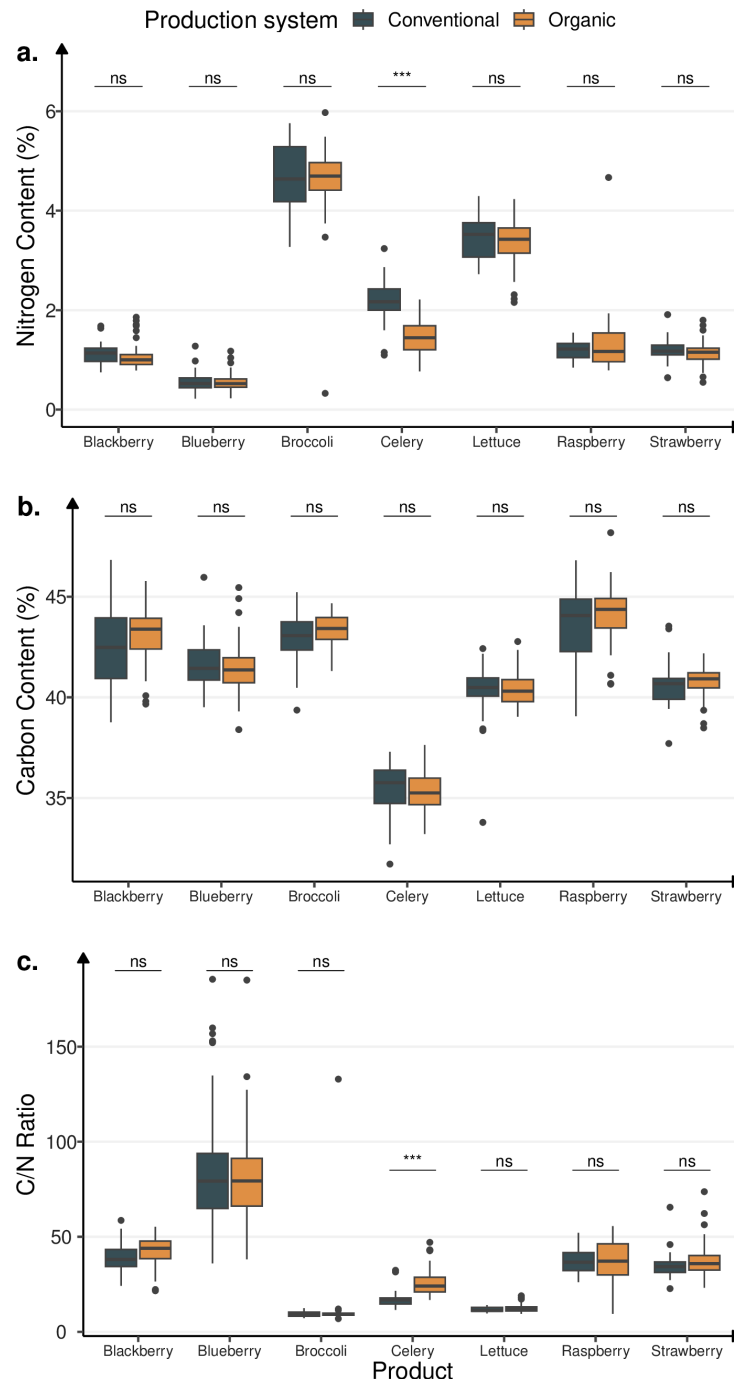 Production system Conventional Organic
a.
ns ns ns *** ns ns ns
Nitrogen Content (%)
6
4
2
0
Blackberry Blueberry Broccoli Celery Lettuce Raspberry Strawberry
b.
ns ns ns ns ns ns ns
Carbon Content (%)
45
40
35
Blackberry Blueberry Broccoli Celery Lettuce Raspberry Strawberry
c.
ns ns ns
C/N Ratio
150
100
*** ns ns ns
50
0
Blackberry Blueberry Broccoli Celery Lettuce Raspberry Strawberry
Product